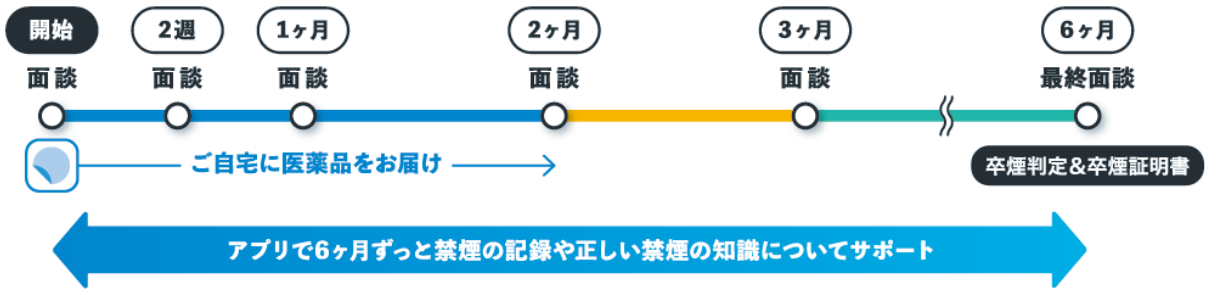 開始 2週 1ヶ月 2ヶ月 3ヶ月 6ヶ月
面談 面談 面談 面談 面談 最終面談
ご自宅に医薬品をお届け
卒煙判定&卒煙証明書
アプリで6ヶ月ずっと禁煙の記録や正しい禁煙の知識についてサポート